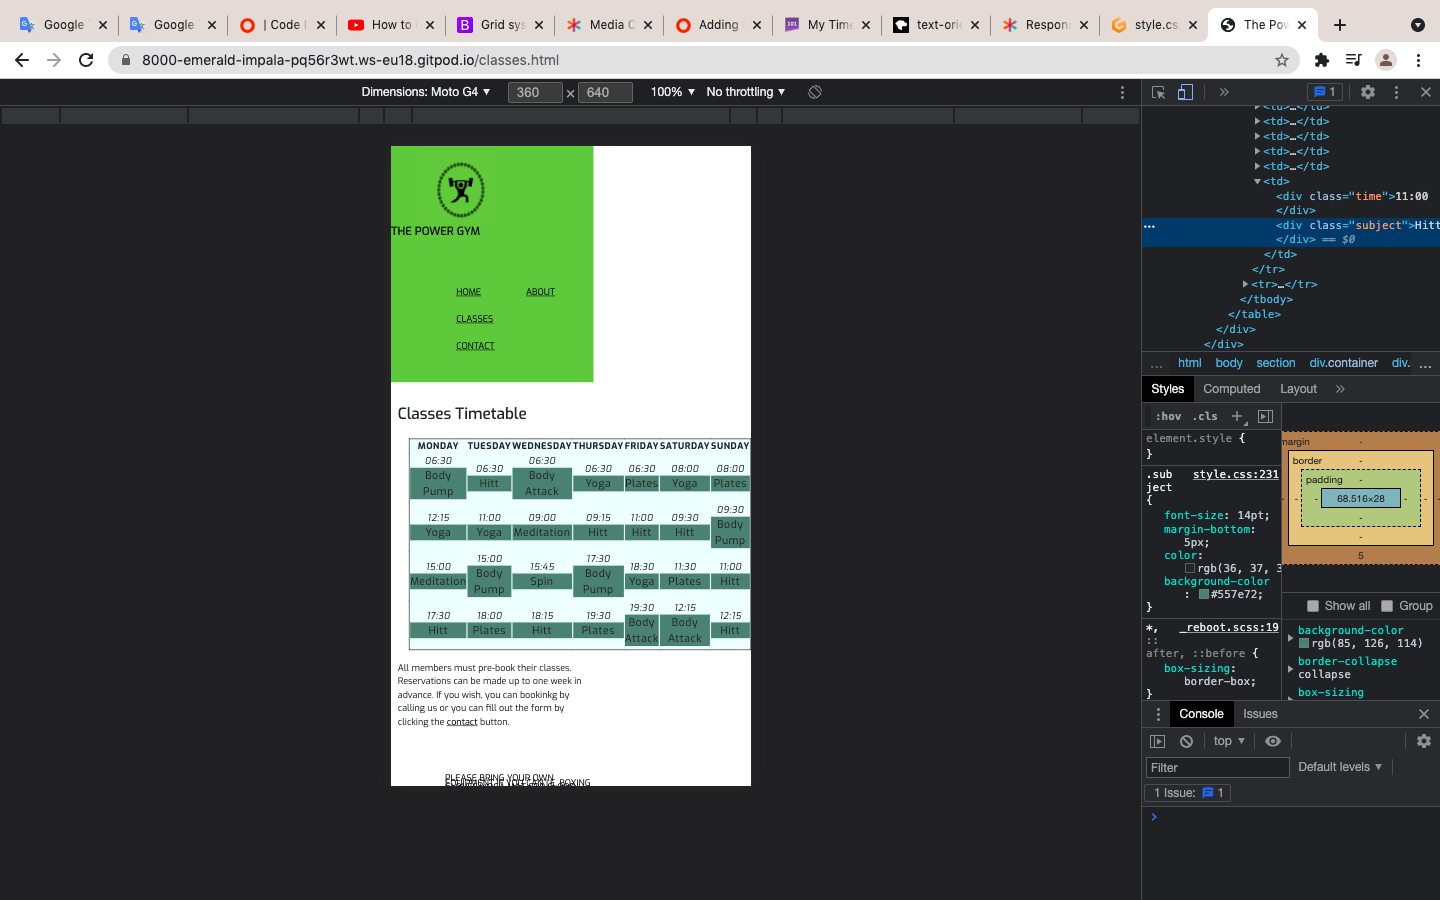 Google
Google
| Code
How to
Grid sys
Media Q
Adding
My Time
text-orie
Respons
style.cs
The Pow
8000-emerald-impala-pq56r3wt.ws-eu18.gitpod.io/classes.html
Dimensions: Moto G4 ▼ 360 × 640 100% ▼ No throttling ▼
1
THE POWER GYM
HOME ABOUT
CLASSES
CONTACT
Classes Timetable
MONDAY TUESDAY WEDNESDAY THURSDAY FRIDAY SATURDAY SUNDAY
06:30 Body Pump 06:30 Hitt 06:30 Body Attack 06:30 Yoga 06:30 Plates 08:00 Yoga 08:00 Plates
12:15 Yoga 11:00 Yoga 09:00 Meditation 09:15 Hitt 11:00 Hitt 09:30 Hitt 09:30 Body Pump
15:00 Meditation 15:00 Body Pump 15:45 Spin 17:30 Body Pump 18:30 Yoga 11:30 Plates 11:00 Hitt
17:30 Hitt 18:00 Plates 18:15 Hitt 19:30 Plates 19:30 Body Attack 12:15 Body Attack 12:15 Hitt
All members must pre-book their classes.
Reservations can be made up to one week in
advance. If you wish, you can bookinkg by
calling us or you can fill out the form by
clicking the contact button.
PLEASE BRING YOUR OWN
<td>…</td>
<td>…</td>
<td>…</td>
<td>…</td>
<td>…</td>
<td>
<div class="time">11:00
</div>
<div class="subject">Hitt
</div> == $0
</td>
</tr>
<tr>…</tr>
</tbody>
</table>
</div>
</div>
… html body section div.container div. …
Styles Computed Layout
:hov .cls
element.style {
}
.sub style.css:231
ject
{
font-size: 14pt;
margin-bottom:
5px;
color:
rgb(36, 37, 3
background-color
: #557e72;
}
*, _reboot.scss:19
::
after, ::before {
box-sizing:
border-box;
}
margin -
border -
padding -
- - - 68.516×28 - - -
-
-
5
Show all Group
background-color
rgb(85, 126, 114)
border-collapse
collapse
box-sizing
Console Issues
top ▼
Filter Default levels ▼
1 Issue: 1